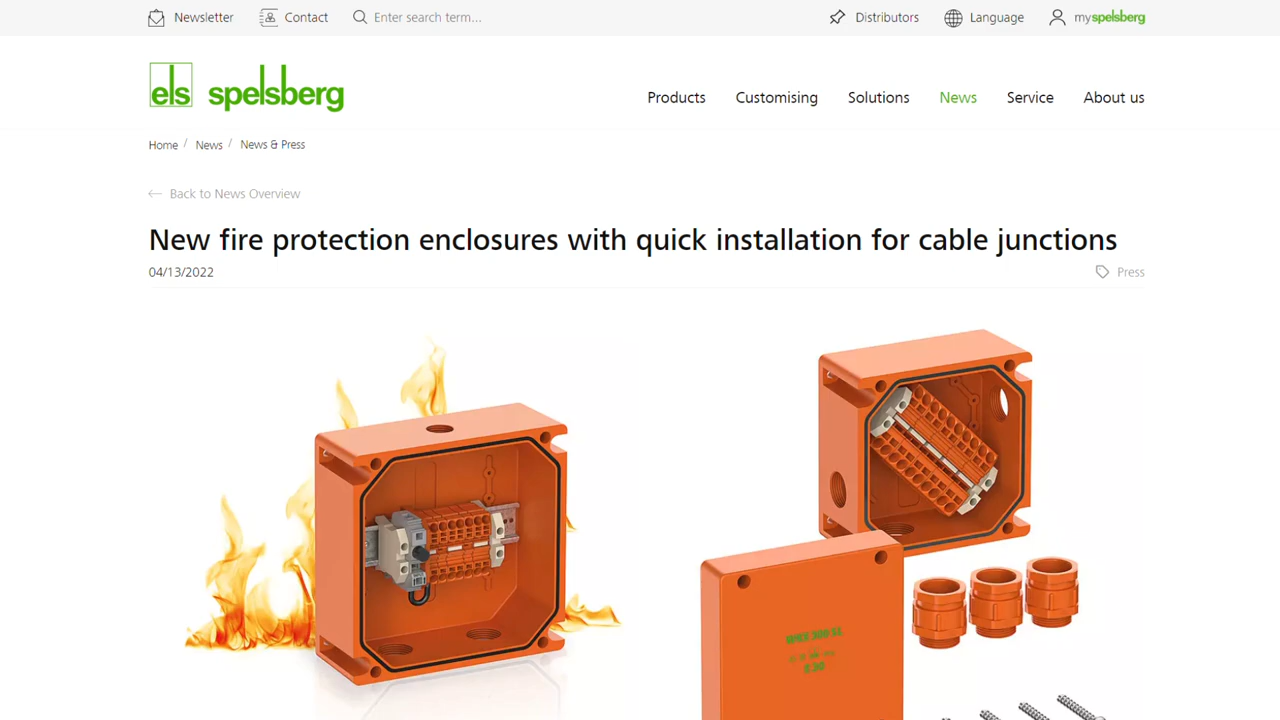 Newsletter
Contact
Enter search term...
Distributors
Language
myspelsberg
els spelsberg
Products
Customising
Solutions
News
Service
About us
Home / News / News & Press
← Back to News Overview
New fire protection enclosures with quick installation for cable junctions
04/13/2022
Press